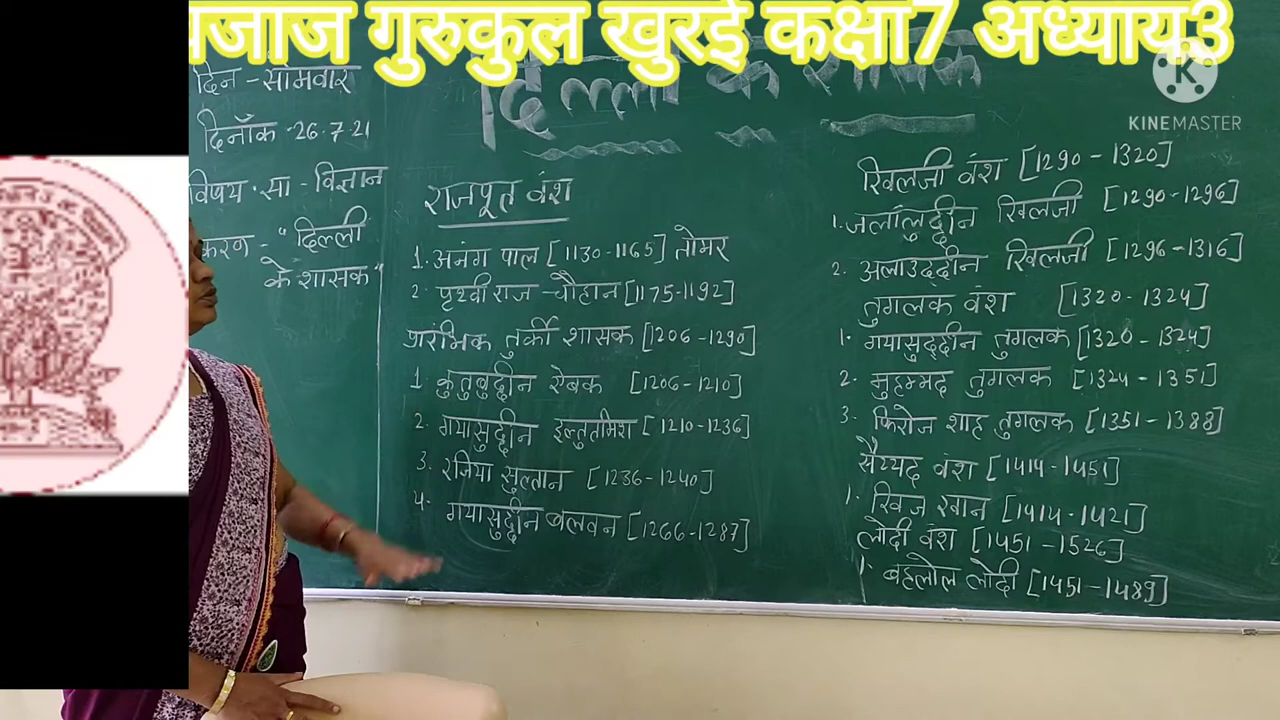 गुरुकुल खुरई कक्षा7 अध्याय3
KINEMASTER
दिल्ली के शासक
दिन - सोमवार
दिनाँक - 26.7.21
विषय - सा - विज्ञान
करण - "दिल्ली
के शासक"
राजपूत वंश
1. अनंग पाल [1130-1165] तोमर
2. पृथ्वीराज - चौहान [1175-1192]
प्रारंभिक तुर्की शासक [1206-1290]
1. कुतुबुद्दीन ऐबक [1206-1210]
2. गयासुद्दीन इल्तुतमिश [1210-1236]
3. रजिया सुल्तान [1236-1240]
4. गयासुद्दीन बलवन [1266-1287]
खिलजी वंश [1290-1320]
1. जलालुद्दीन खिलजी [1290-1296]
2. अलाउद्दीन खिलजी [1296-1316]
तुगलक वंश [1320-1324]
1. गयासुद्दीन तुगलक [1320-1324]
2. मुहम्मद तुगलक [1324-1351]
3. फिरोज शाह तुगलक [1351-1388]
सैय्यद वंश [1414-1451]
1. खिज्र खान [1414-1421]
लोदी वंश [1451-1526]
1. बहलोल लोदी [1451-1489]